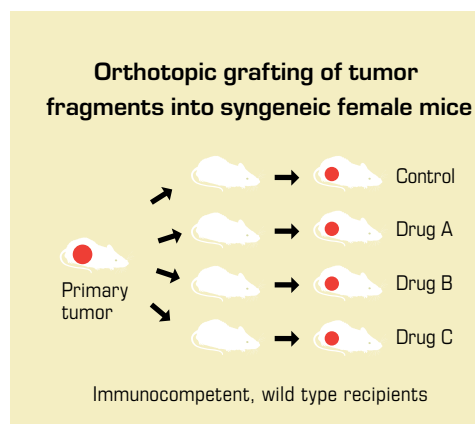 Orthotopic grafting of tumor
fragments into syngeneic female mice
Control
Drug A
Primary
tumor
Drug B
Drug C
Immunocompetent, wild type recipients